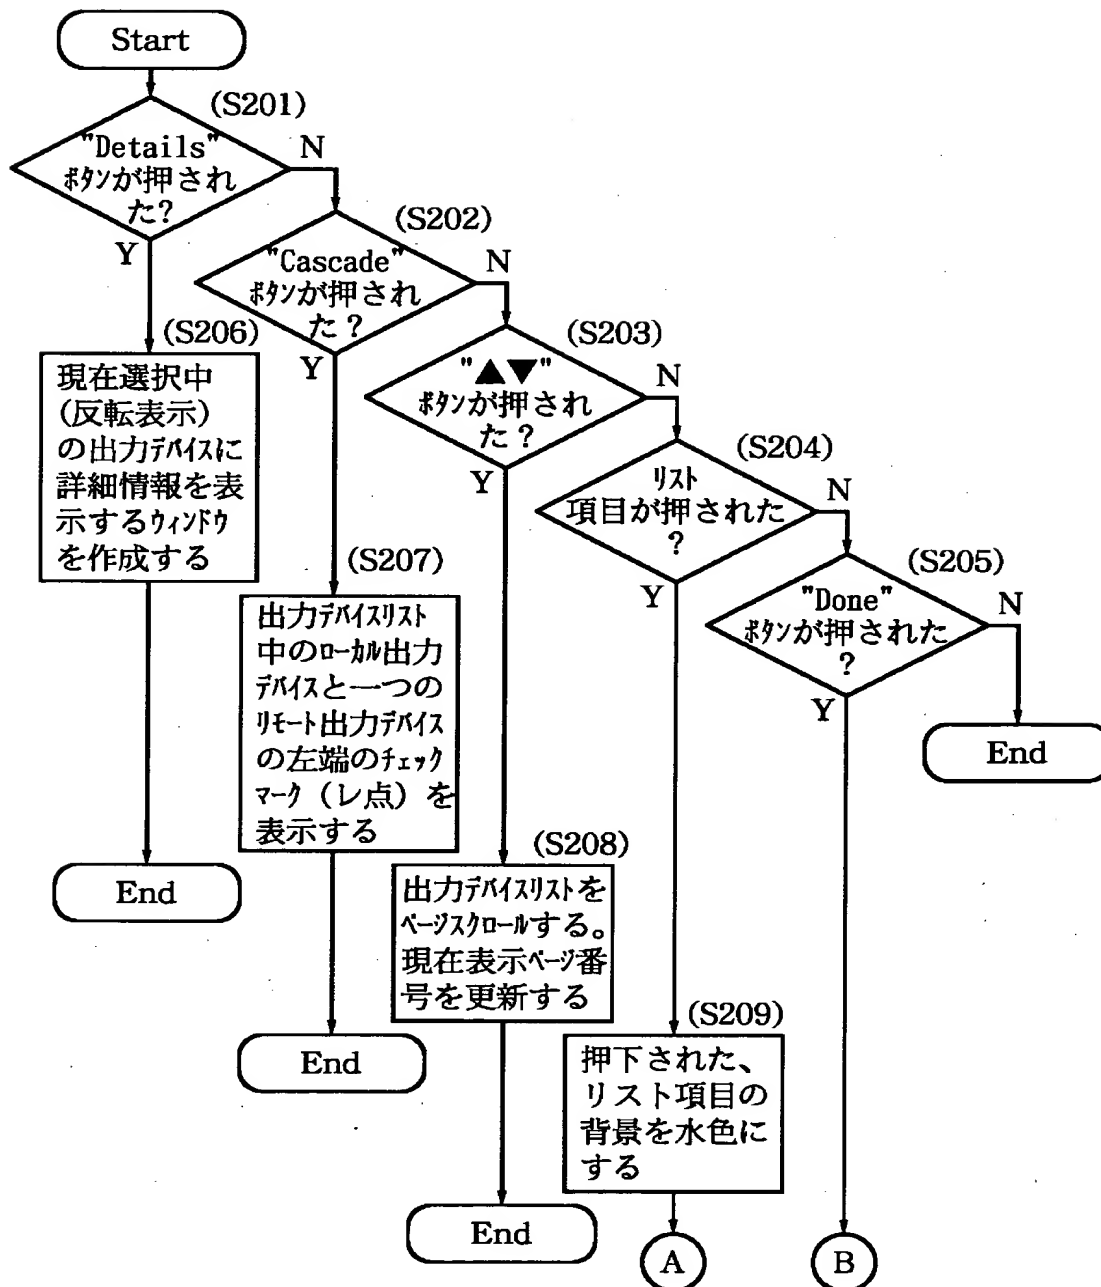 Start
(S201)
"Details"
ﾎﾞﾀﾝが押され
た?
N
Y
(S202)
"Cascade"
ﾎﾞﾀﾝが押され
た?
N
Y
(S203)
"▲▼"
ﾎﾞﾀﾝが押され
た?
N
Y
(S204)
ﾘｽﾄ
項目が押された
?
N
Y
(S205)
"Done"
ﾎﾞﾀﾝが押された
?
N
Y
(S206)
現在選択中
(反転表示)
の出力ﾃﾞﾊﾞｲｽに
詳細情報を表
示するｳｨﾝﾄﾞｳ
を作成する
End
(S207)
出力ﾃﾞﾊﾞｲｽﾘｽﾄ
中のﾛｰｶﾙ出力
ﾃﾞﾊﾞｲｽと一つの
ﾘﾓｰﾄ出力ﾃﾞﾊﾞｲｽ
の左端のﾁｪｯｸ
ﾏｰｸ（レ点）を
表示する
End
(S208)
出力ﾃﾞﾊﾞｲｽﾘｽﾄを
ﾍﾟｰｼﾞｽｸﾛｰﾙする。
現在表示ﾍﾟｰｼﾞ番
号を更新する
End
(S209)
押下された、
リスト項目の
背景を水色に
する
A
B
End